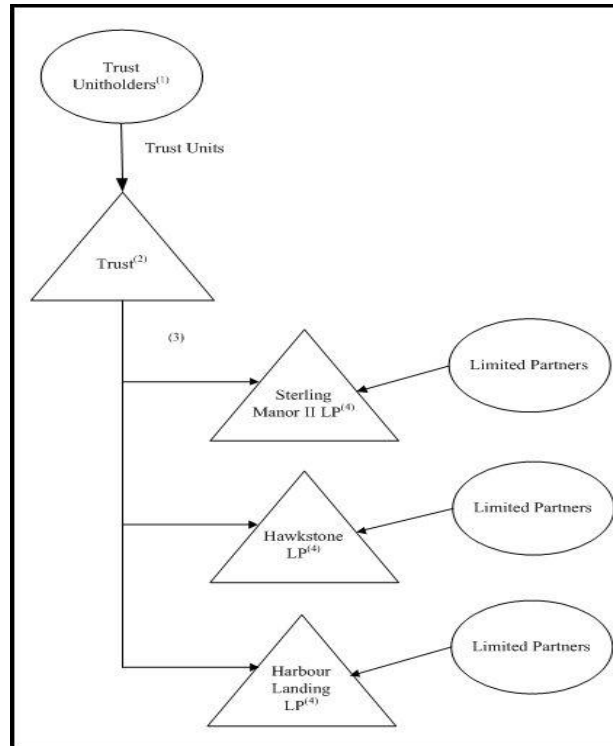 Trust
Unitholders(1)
Trust Units
Trust(2)
(3)
Sterling
Manor II LP(4)
Limited Partners
Hawkstone
LP(4)
Limited Partners
Harbour
Landing
LP(4)
Limited Partners